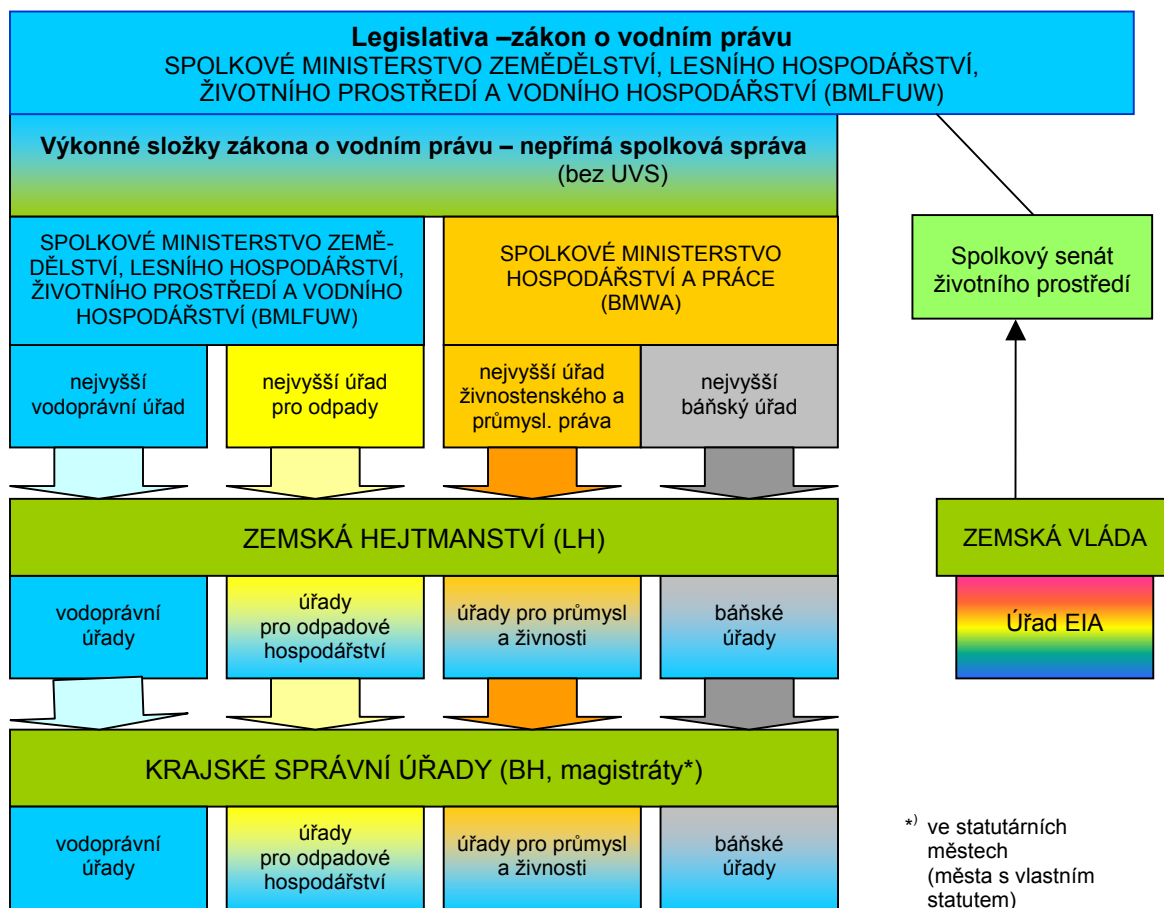 Legislativa –zákon o vodním právu
SPOLKOVÉ MINISTERSTVO ZEMĚDĚLSTVÍ, LESNÍHO HOSPODÁŘSTVÍ,
ŽIVOTNÍHO PROSTŘEDÍ A VODNÍHO HOSPODÁŘSTVÍ (BMLFUW)
Výkonné složky zákona o vodním právu – nepřímá spolková správa
(bez UVS)
SPOLKOVÉ MINISTERSTVO ZEMĚ-
DĚLSTVÍ, LESNÍHO HOSPODÁŘSTVÍ,
ŽIVOTNÍHO PROSTŘEDÍ A VODNÍHO
HOSPODÁŘSTVÍ (BMLFUW)
SPOLKOVÉ MINISTERSTVO
HOSPODÁŘSTVÍ A PRÁCE
(BMWA)
Spolkový senát
životního prostředí
nejvyšší
vodoprávní úřad
nejvyšší úřad
pro odpady
nejvyšší úřad
živnostenského a
průmysl. práva
nejvyšší
báňský úřad
ZEMSKÁ HEJTMANSTVÍ (LH)
ZEMSKÁ VLÁDA
vodoprávní
úřady
úřady
pro odpadové
hospodářství
úřady pro průmysl
a živnosti
báňské
úřady
Úřad EIA
KRAJSKÉ SPRÁVNÍ ÚŘADY (BH, magistráty*)
vodoprávní
úřady
úřady
pro odpadové
hospodářství
úřady pro průmysl
a živnosti
báňské
úřady
*) ve statutárních
městech
(města s vlastním
statutem)